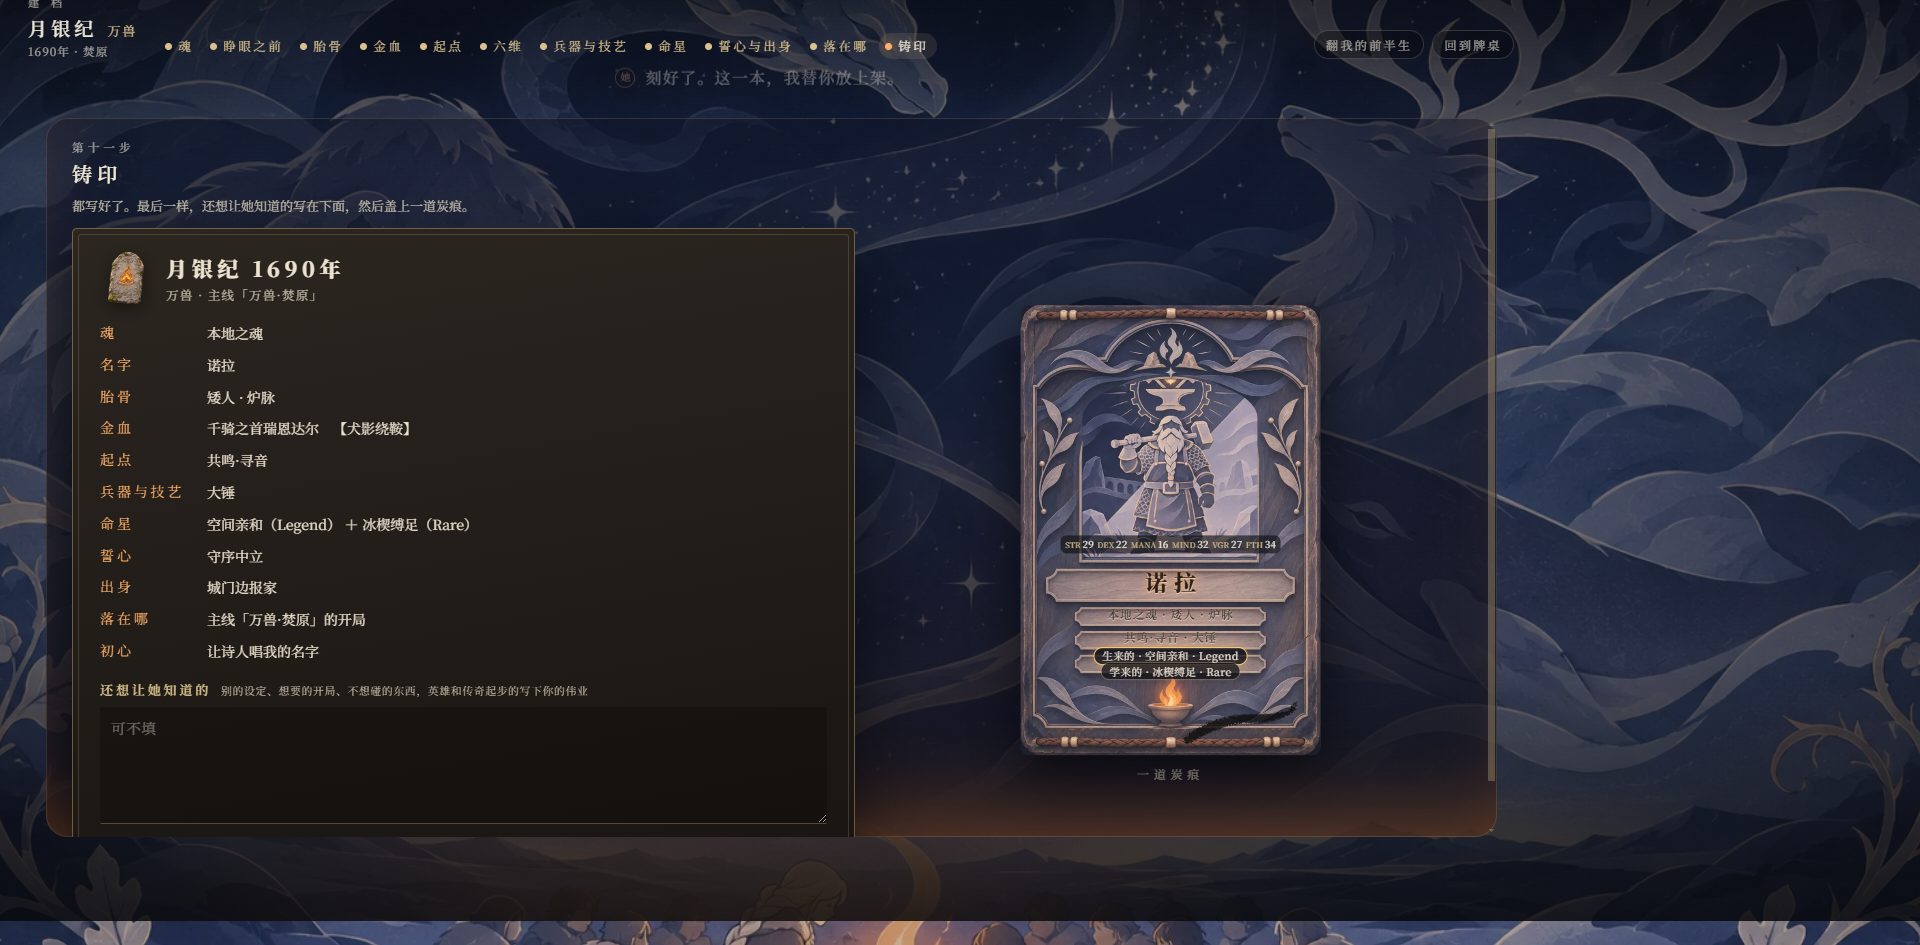 建档
月银纪 万兽
1690年 · 焚原
魂 睁眼之前 胎骨 金血 起点 六维 兵器与技艺 命星 誓心与出身 落在哪 铸印
翻我的前半生 回到牌桌
她 刻好了。这一本，我替你放上架。
第十一步
铸印
都写好了。最后一样，还想让她知道的写在下面，然后盖上一道炭痕。
月银纪 1690年
万兽 · 主线「万兽·焚原」
魂 本地之魂
名字 诺拉
胎骨 矮人 · 炉脉
金血 千骑之首瑞恩达尔 【犬影绕鞍】
起点 共鸣·寻音
兵器与技艺 大锤
命星 空间亲和（Legend） ＋ 冰楔缚足（Rare）
誓心 守序中立
出身 城门边报家
落在哪 主线「万兽·焚原」的开局
初心 让诗人唱我的名字
还想让她知道的 别的设定、想要的开局、不想碰的东西，英雄和传奇起步的写下你的伟业
可不填
STR 29 DEX 22 MANA 16 MIND 32 VGR 27 FTH 34
诺拉
本地之魂 · 矮人 · 炉脉
共鸣·寻音 · 大锤
生来的 · 空间亲和 · Legend
学来的 · 冰楔缚足 · Rare
一道炭痕